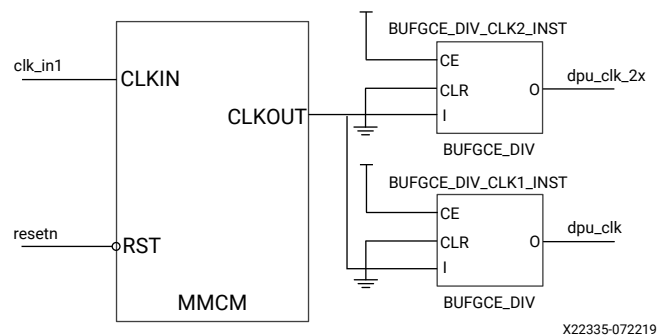 BUFGCE_DIV_CLK2_INST
clk_in1
CLKIN
CE
CLR
O
dpu_clk_2x
CLKOUT
I
BUFGCE_DIV
BUFGCE_DIV_CLK1_INST
resetn
RST
CE
CLR
O
dpu_clk
I
MMCM
BUFGCE_DIV
X22335-072219